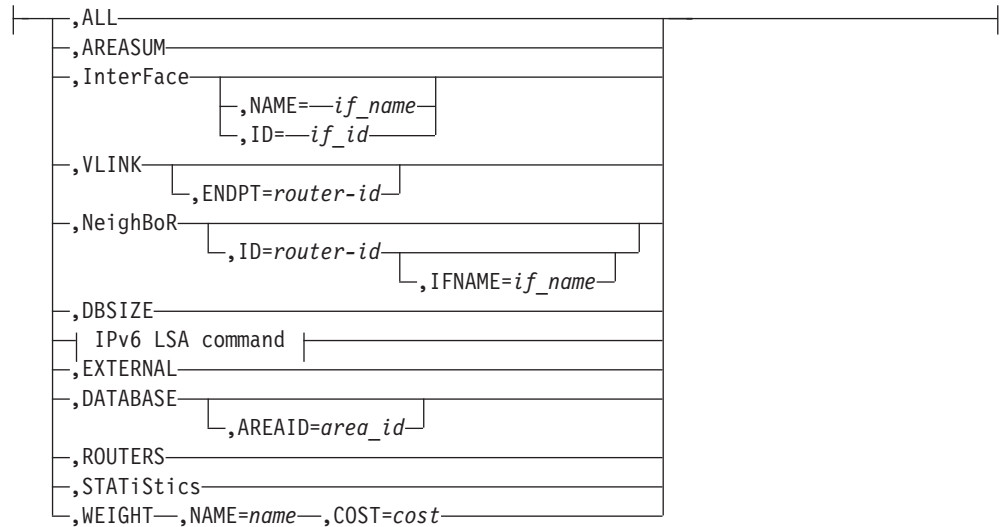 ,ALL
,AREASUM
,InterFace
,NAME= if_name
,ID= if_id
,VLINK
,ENDPT=router-id
,NeighBoR
,ID=router-id
,IFNAME=if_name
,DBSIZE
IPv6 LSA command
,EXTERNAL
,DATABASE
,AREAID=area_id
,ROUTERS
,STATiStics
,WEIGHT ,NAME=name ,COST=cost